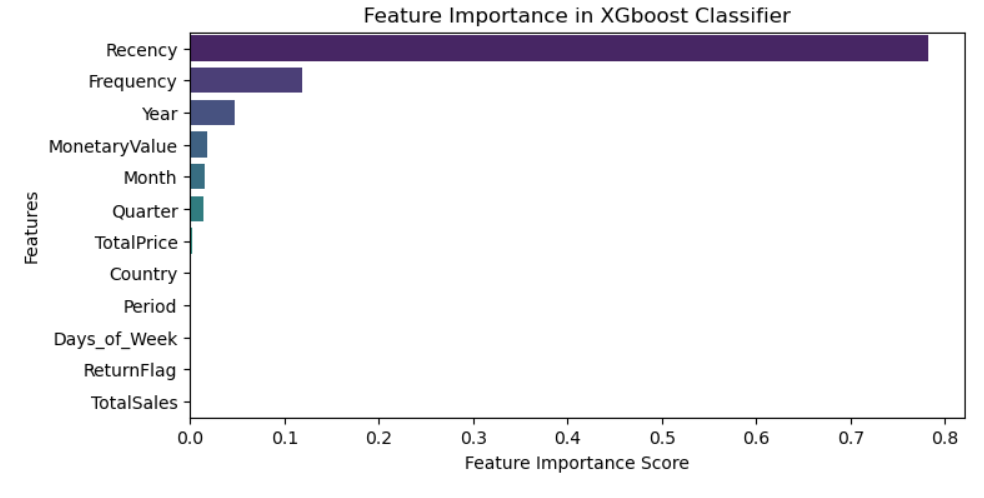 Feature Importance in XGboost Classifier
Recency
Frequency
Year
MonetaryValue
Month
Quarter
TotalPrice
Country
Period
Days_of_Week
ReturnFlag
TotalSales
Features
0.0 0.1 0.2 0.3 0.4 0.5 0.6 0.7 0.8
Feature Importance Score